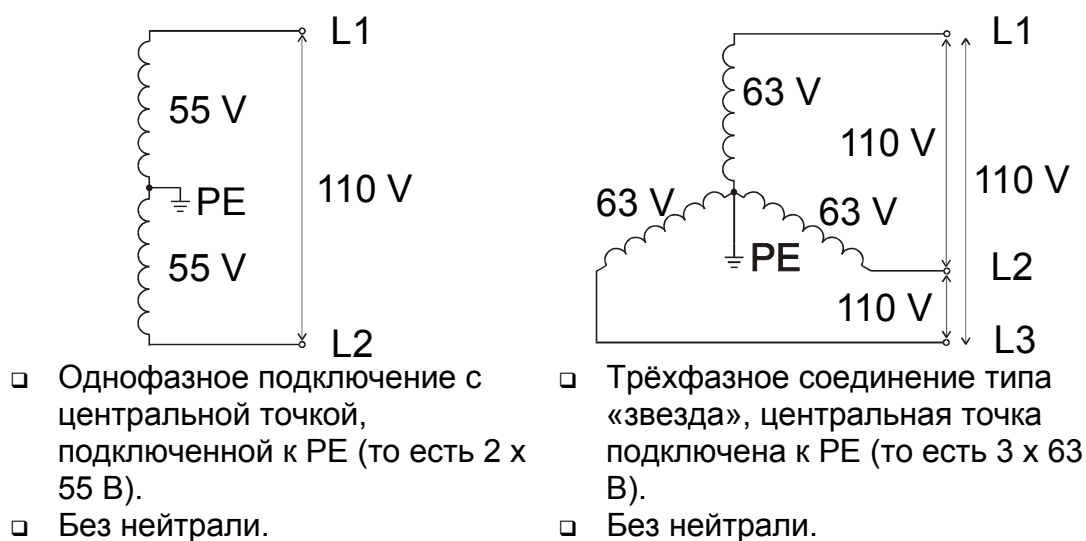 L1
55 V
PE
110 V
55 V
L2
L1
63 V
110 V
110 V
63 V
63 V
PE
L2
110 V
L3
❑ Однофазное подключение с
центральной точкой,
подключенной к PE (то есть 2 x
55 В).
❑ Без нейтрали.
❑ Трёхфазное соединение типа
«звезда», центральная точка
подключена к PE (то есть 3 x 63
В).
❑ Без нейтрали.